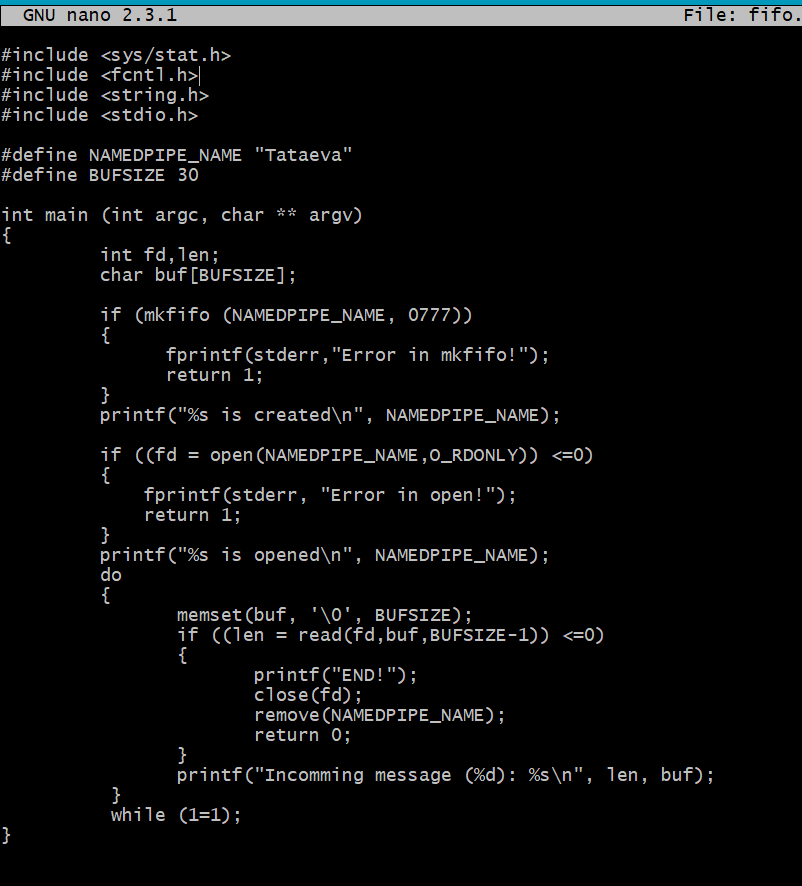 GNU nano 2.3.1 File: fifo.
#include <sys/stat.h>
#include <fcntl.h>
#include <string.h>
#include <stdio.h>
#define NAMEDPIPE_NAME "Tataeva"
#define BUFSIZE 30
int main (int argc, char ** argv)
{
int fd,len;
char buf[BUFSIZE];
if (mkfifo (NAMEDPIPE_NAME, 0777))
{
fprintf(stderr,"Error in mkfifo!");
return 1;
}
printf("%s is created\n", NAMEDPIPE_NAME);
if ((fd = open(NAMEDPIPE_NAME,O_RDONLY)) <=0)
{
fprintf(stderr, "Error in open!");
return 1;
}
printf("%s is opened\n", NAMEDPIPE_NAME);
do
{
memset(buf, '\0', BUFSIZE);
if ((len = read(fd,buf,BUFSIZE-1)) <=0)
{
printf("END!");
close(fd);
remove(NAMEDPIPE_NAME);
return 0;
}
printf("Incomming message (%d): %s\n", len, buf);
}
while (1=1);
}